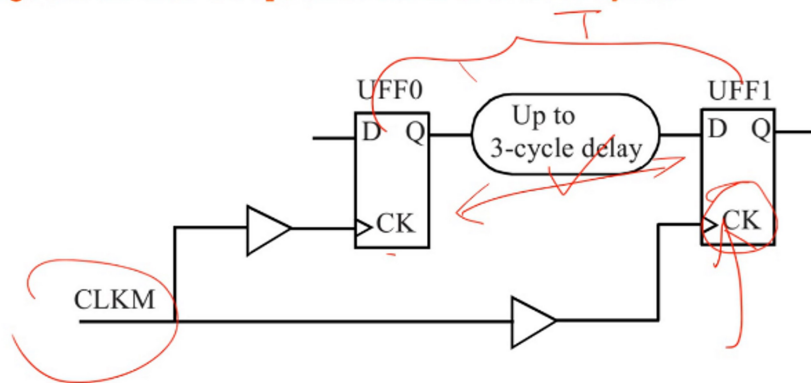 T
UFF0
UFF1
D Q
Up to
3-cycle delay
D Q
CK
CK
CLKM